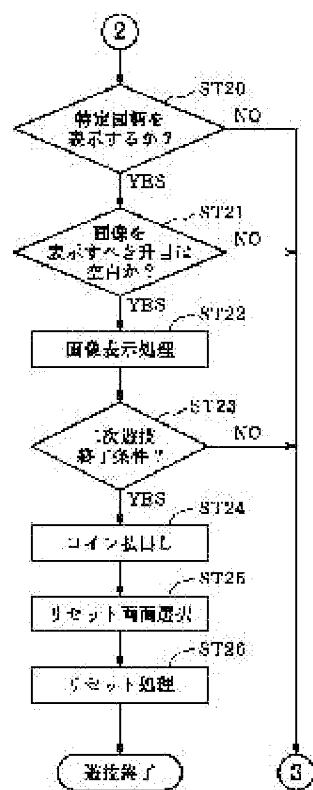 2
ST20
特定図柄を
表示するか?
NO
YES
ST21
画像を
表示すべき升目は
空白か?
NO
YES
ST22
画像表示処理
ST23
次遊技
終了条件?
NO
YES
ST24
コイン払出し
ST25
リセット画面選択
ST26
リセット処理
遊技終了
3